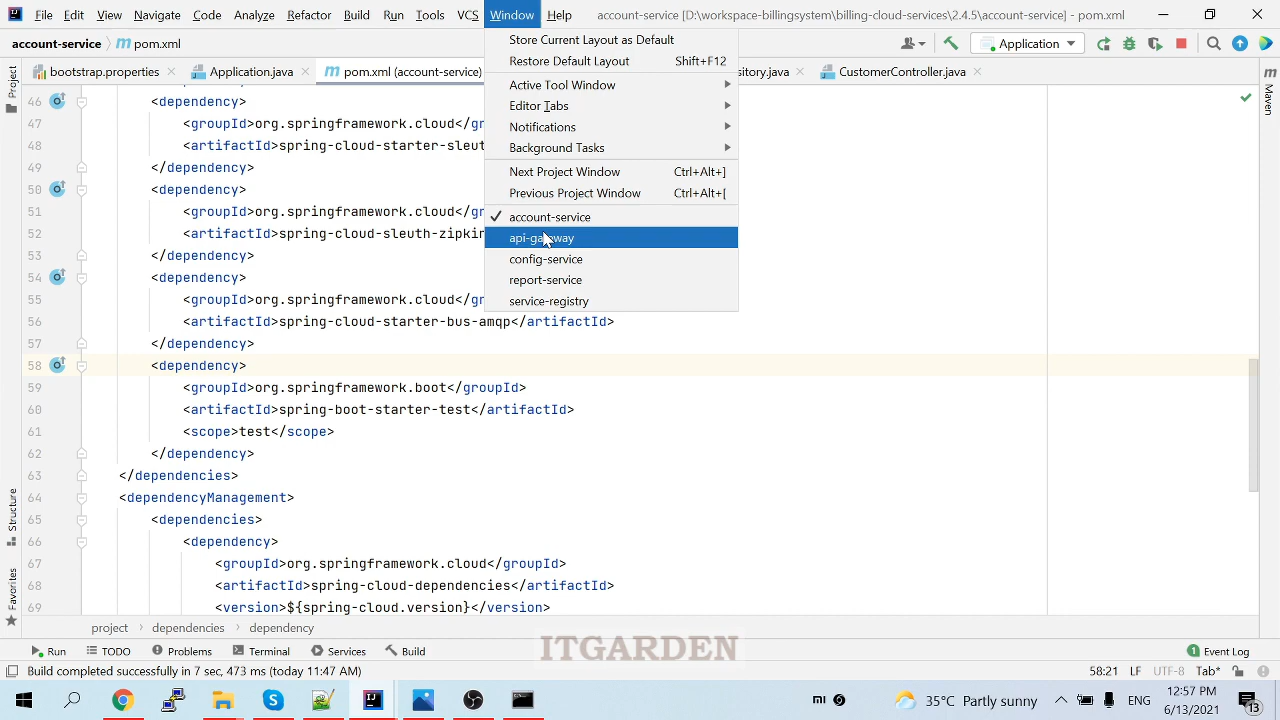 File Edit View Navigate Code Analyze Refactor Build Run Tools VCS Window Help account-service [D:\workspace-billingsystem\billing-cloud-services\2.4.5\account-service] - pom.xml
account-service pom.xml Application
bootstrap.properties Application.java pom.xml (account-service) sitory.java CustomerController.java
Store Current Layout as Default
Restore Default Layout Shift+F12
Active Tool Window
Editor Tabs
Notifications
Background Tasks
Next Project Window Ctrl+Alt+]
Previous Project Window Ctrl+Alt+[
account-service
api-gateway
config-service
report-service
service-registry
Project
Structure
Favorites
Maven
46 <dependency>
47 <groupId>org.springframework.cloud</gr
48 <artifactId>spring-cloud-starter-sleut
49 </dependency>
50 <dependency>
51 <groupId>org.springframework.cloud</gr
52 <artifactId>spring-cloud-sleuth-zipkin
53 </dependency>
54 <dependency>
55 <groupId>org.springframework.cloud</gr
56 <artifactId>spring-cloud-starter-bus-amqp</artifactId>
57 </dependency>
58 <dependency>
59 <groupId>org.springframework.boot</groupId>
60 <artifactId>spring-boot-starter-test</artifactId>
61 <scope>test</scope>
62 </dependency>
63 </dependencies>
64 <dependencyManagement>
65 <dependencies>
66 <dependency>
67 <groupId>org.springframework.cloud</groupId>
68 <artifactId>spring-cloud-dependencies</artifactId>
69 <version>${spring-cloud.version}</version>
project > dependencies > dependency
Run TODO Problems Terminal Services Build 1 Event Log
ITGARDEN
Build completed successfully in 7 sec, 473 ms (today 11:47 AM) 58:21 LF UTF-8 Tab*
mi 35°C Partly sunny ENG 12:57 PM
6/13/2021 13